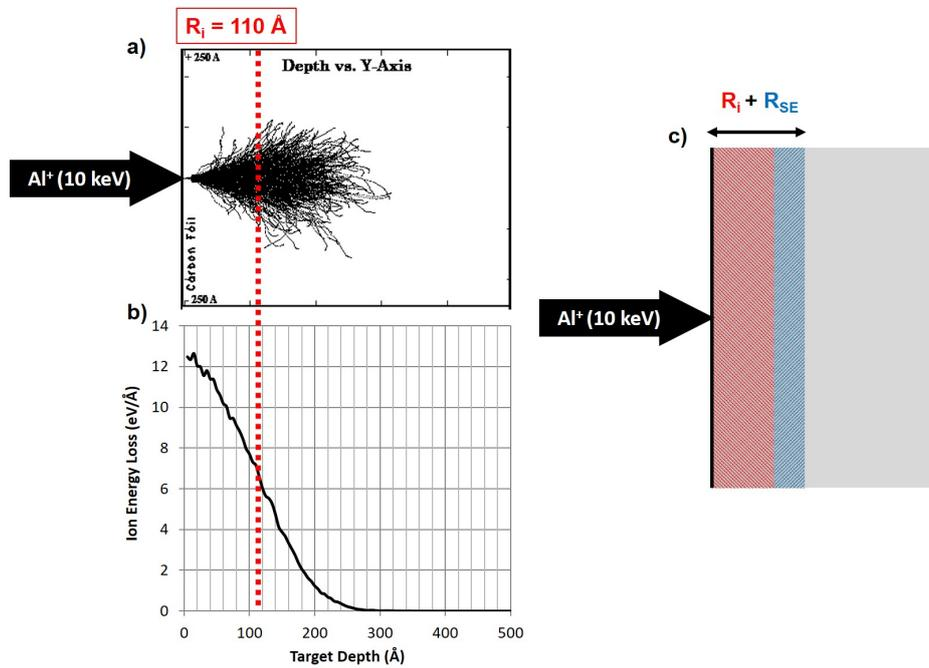 Rᵢ = 110 Å
a)
+ 250 A
Depth vs. Y-Axis
Al⁺ (10 keV)
Carbon Foil
250 A
b)
14
12
10
8
6
4
2
0
Ion Energy Loss (eV/Å)
0 100 200 300 400 500
Target Depth (Å)
Rᵢ + R_SE
c)
Al⁺ (10 keV)